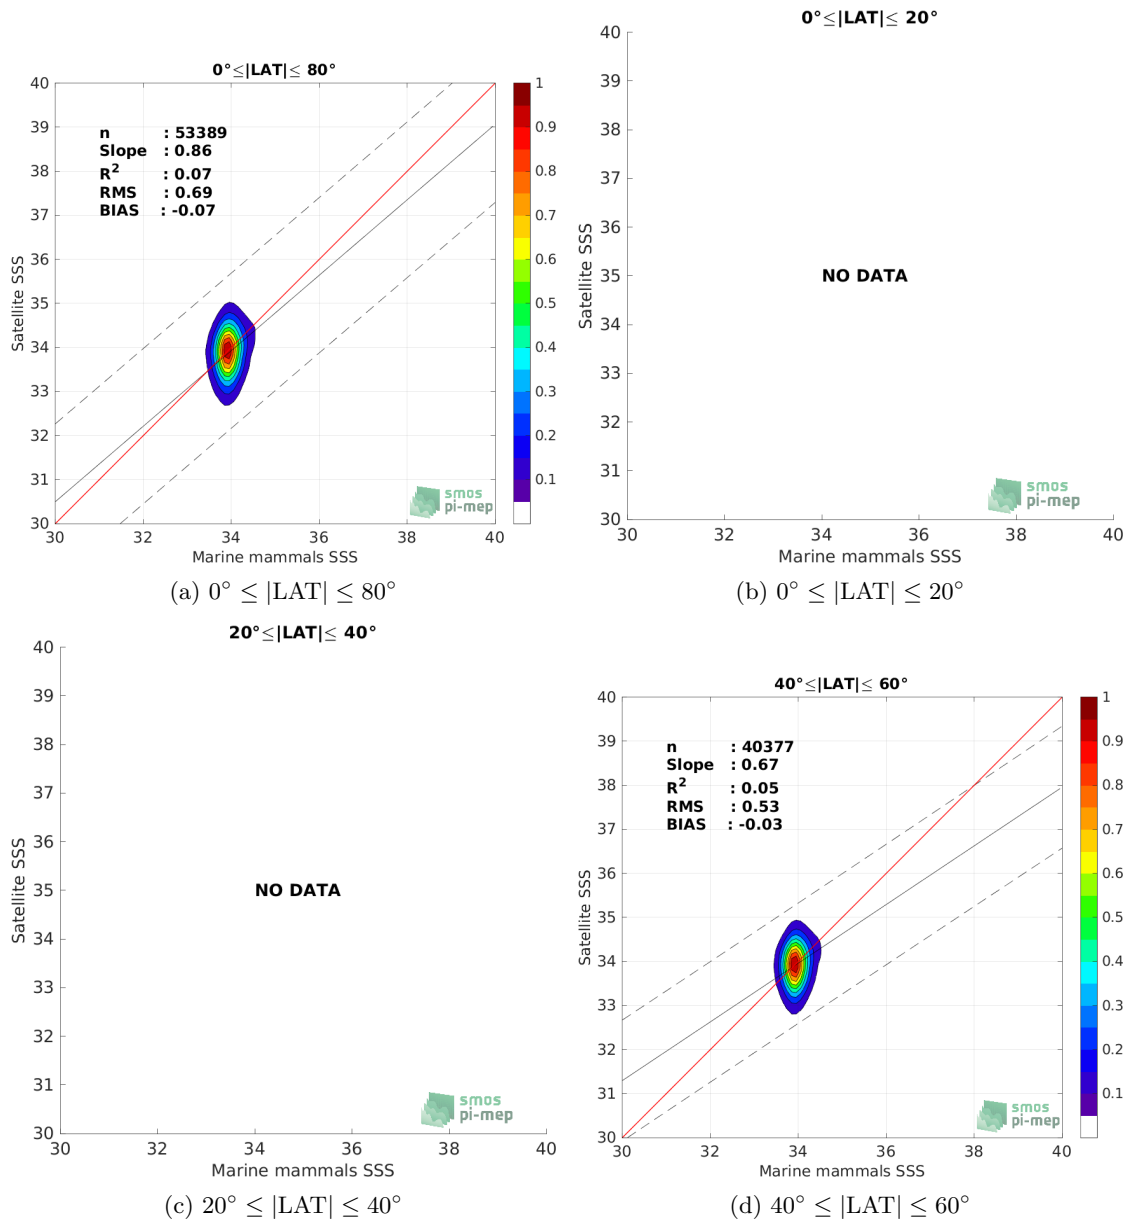 0°≤|LAT|≤ 80°
40
39
38
37
36
35
34
33
32
31
30
Satellite SSS
n : 53389
Slope : 0.86
R² : 0.07
RMS : 0.69
BIAS : -0.07
smos
pi-mep
30 32 34 36 38 40
Marine mammals SSS
1
0.9
0.8
0.7
0.6
0.5
0.4
0.3
0.2
0.1
(a) 0° ≤ |LAT| ≤ 80°
0°≤|LAT|≤ 20°
40
39
38
37
36
35
34
33
32
31
30
Satellite SSS
NO DATA
smos
pi-mep
30 32 34 36 38 40
Marine mammals SSS
(b) 0° ≤ |LAT| ≤ 20°
20°≤|LAT|≤ 40°
40
39
38
37
36
35
34
33
32
31
30
Satellite SSS
NO DATA
smos
pi-mep
30 32 34 36 38 40
Marine mammals SSS
(c) 20° ≤ |LAT| ≤ 40°
40°≤|LAT|≤ 60°
40
39
38
37
36
35
34
33
32
31
30
Satellite SSS
n : 40377
Slope : 0.67
R² : 0.05
RMS : 0.53
BIAS : -0.03
smos
pi-mep
30 32 34 36 38 40
Marine mammals SSS
1
0.9
0.8
0.7
0.6
0.5
0.4
0.3
0.2
0.1
(d) 40° ≤ |LAT| ≤ 60°